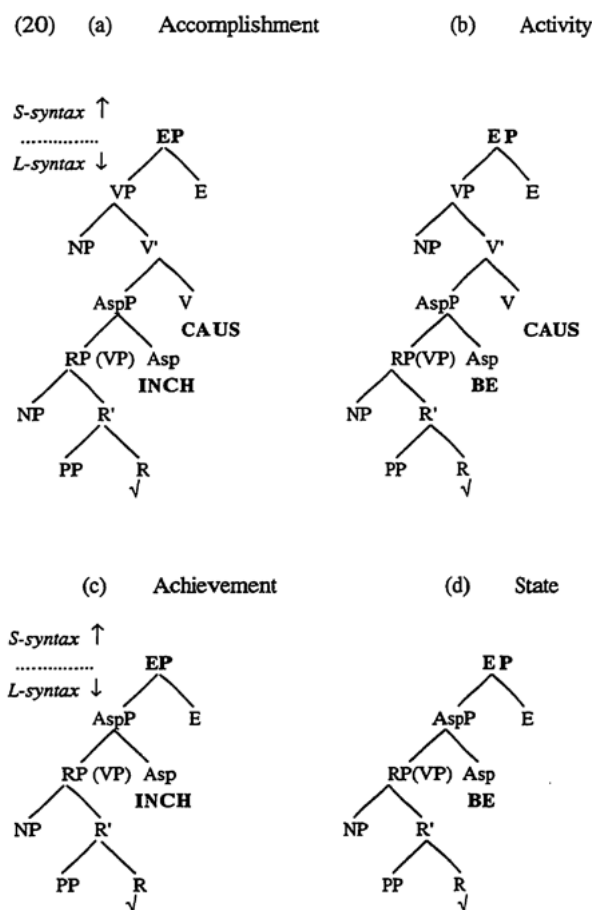 (20) (a) Accomplishment (b) Activity
S-syntax ↑
EP EP
L-syntax ↓
VP E VP E
NP V' NP V'
AspP V AspP V
CAUS CAUS
RP (VP) Asp RP(VP) Asp
INCH BE
NP R' NP R'
PP R PP R
√ √
(c) Achievement (d) State
S-syntax ↑
EP EP
L-syntax ↓
AspP E AspP E
RP (VP) Asp RP(VP) Asp
INCH BE
NP R' NP R'
PP R PP R
√ √